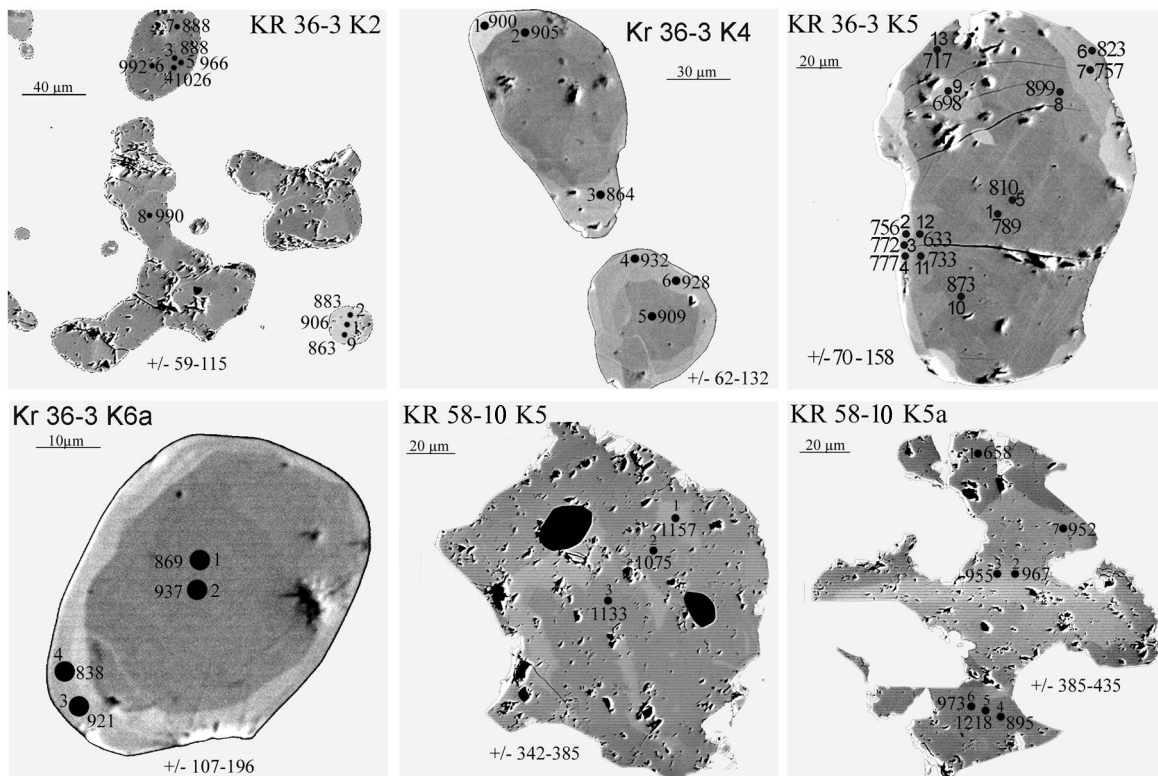 KR 36-3 K2
7 888
3 888
992 6 5 966
4 1026
40 µm
8 990
883 2
906 1
863 9
+/- 59-115
Kr 36-3 K4
1 900
2 905
30 µm
3 864
4 932
6 928
5 909
+/- 62-132
KR 36-3 K5
20 µm
13
717
6 823
7 757
9
698
899
8
810
5
1
789
756 2 12
772 3 633
777 4 11 733
873
10
+/- 70 - 158
Kr 36-3 K6a
10µm
869 1
937 2
4
838
3
921
+/- 107-196
KR 58-10 K5
20 µm
1
1157
2
1075
3
1133
+/- 342-385
KR 58-10 K5a
20 µm
1 658
7 952
955 3 2 967
+/- 385-435
973 6 5 4
1218 895